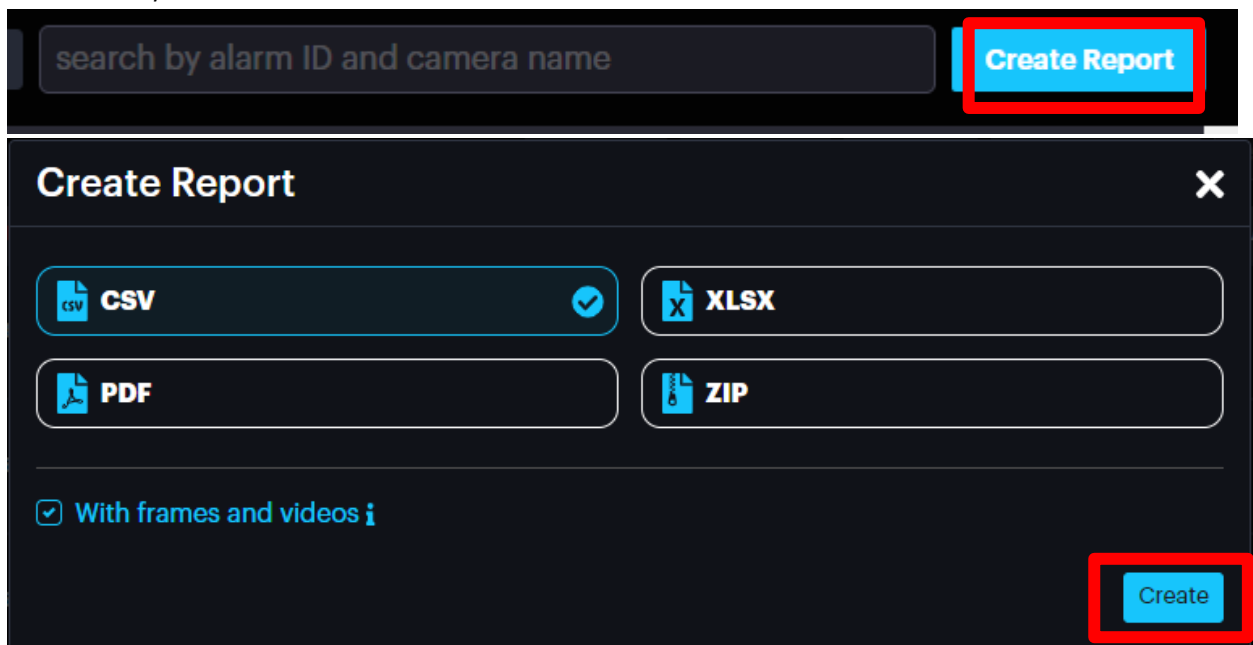 search by alarm ID and camera name Create Report
Create Report
CSV CSV X XLSX
PDF ZIP
With frames and videos i
Create